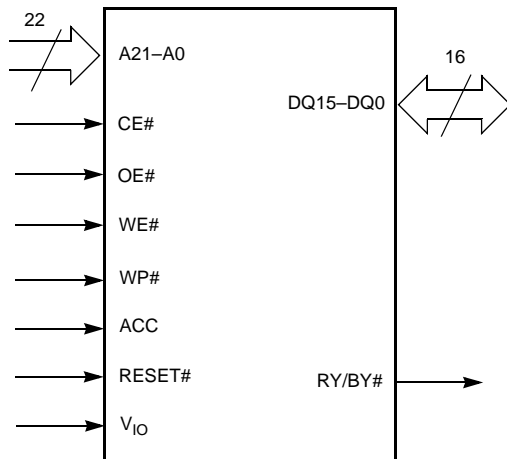 22
A21–A0
16
DQ15–DQ0
CE#
OE#
WE#
WP#
ACC
RESET#
RY/BY#
VIO